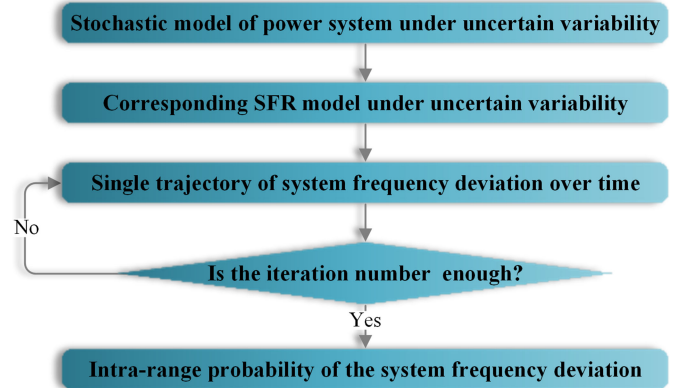 Stochastic model of power system under uncertain variability
Corresponding SFR model under uncertain variability
Single trajectory of system frequency deviation over time
No
Is the iteration number enough?
Yes
Intra-range probability of the system frequency deviation